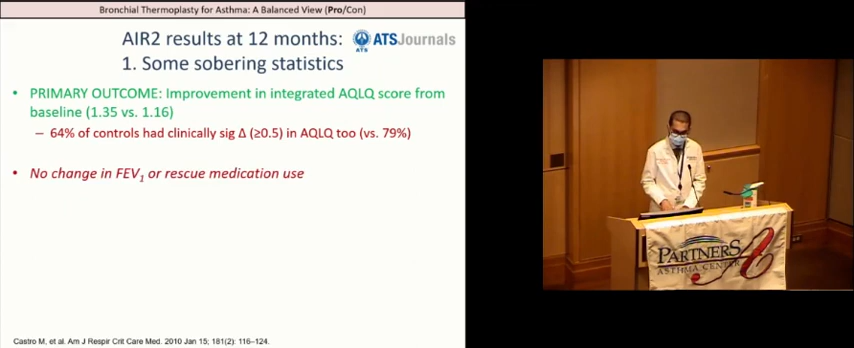 Bronchial Thermoplasty for Asthma: A Balanced View (Pro/Con)
AIR2 results at 12 months:
ATS ATSJournals
1. Some sobering statistics
• PRIMARY OUTCOME: Improvement in integrated AQLQ score from
baseline (1.35 vs. 1.16)
– 64% of controls had clinically sig Δ (≥0.5) in AQLQ too (vs. 79%)
• No change in FEV1 or rescue medication use
Castro M, et al. Am J Respir Crit Care Med. 2010 Jan 15; 181(2): 116–124.
PARTNERS
ASTHMA CENTER